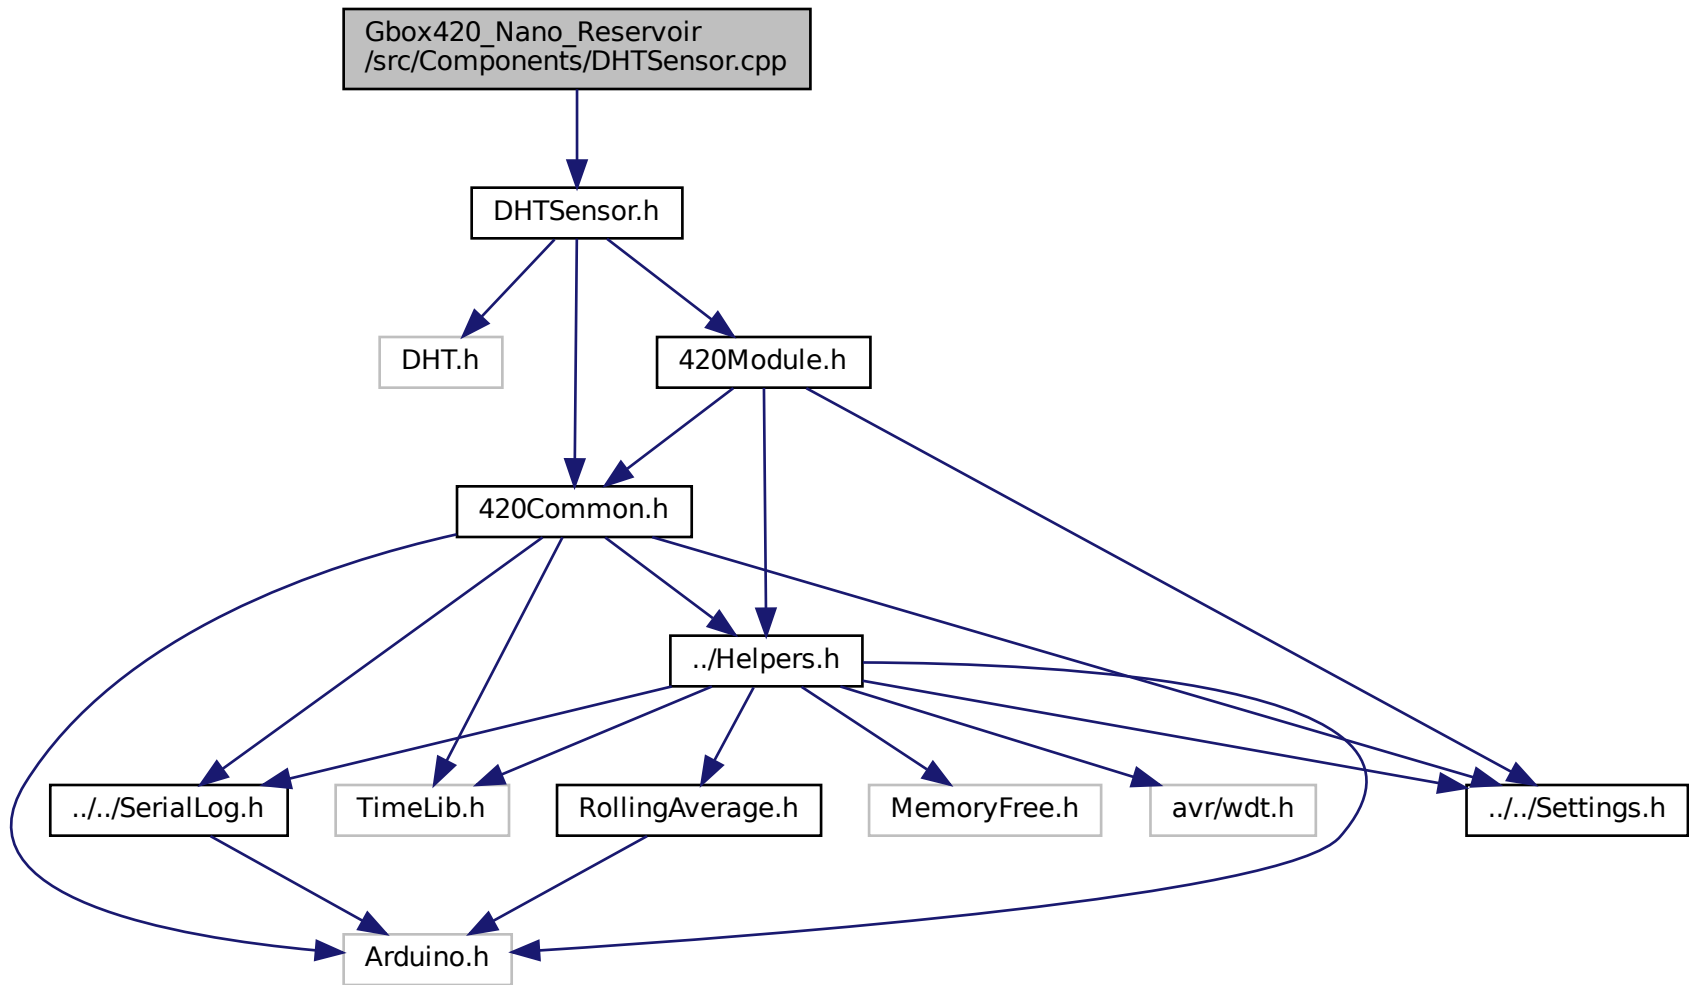 Gbox420_Nano_Reservoir
/src/Components/DHTSensor.cpp
DHTSensor.h
DHT.h
420Module.h
420Common.h
../Helpers.h
../../SerialLog.h
TimeLib.h
RollingAverage.h
MemoryFree.h
avr/wdt.h
../../Settings.h
Arduino.h